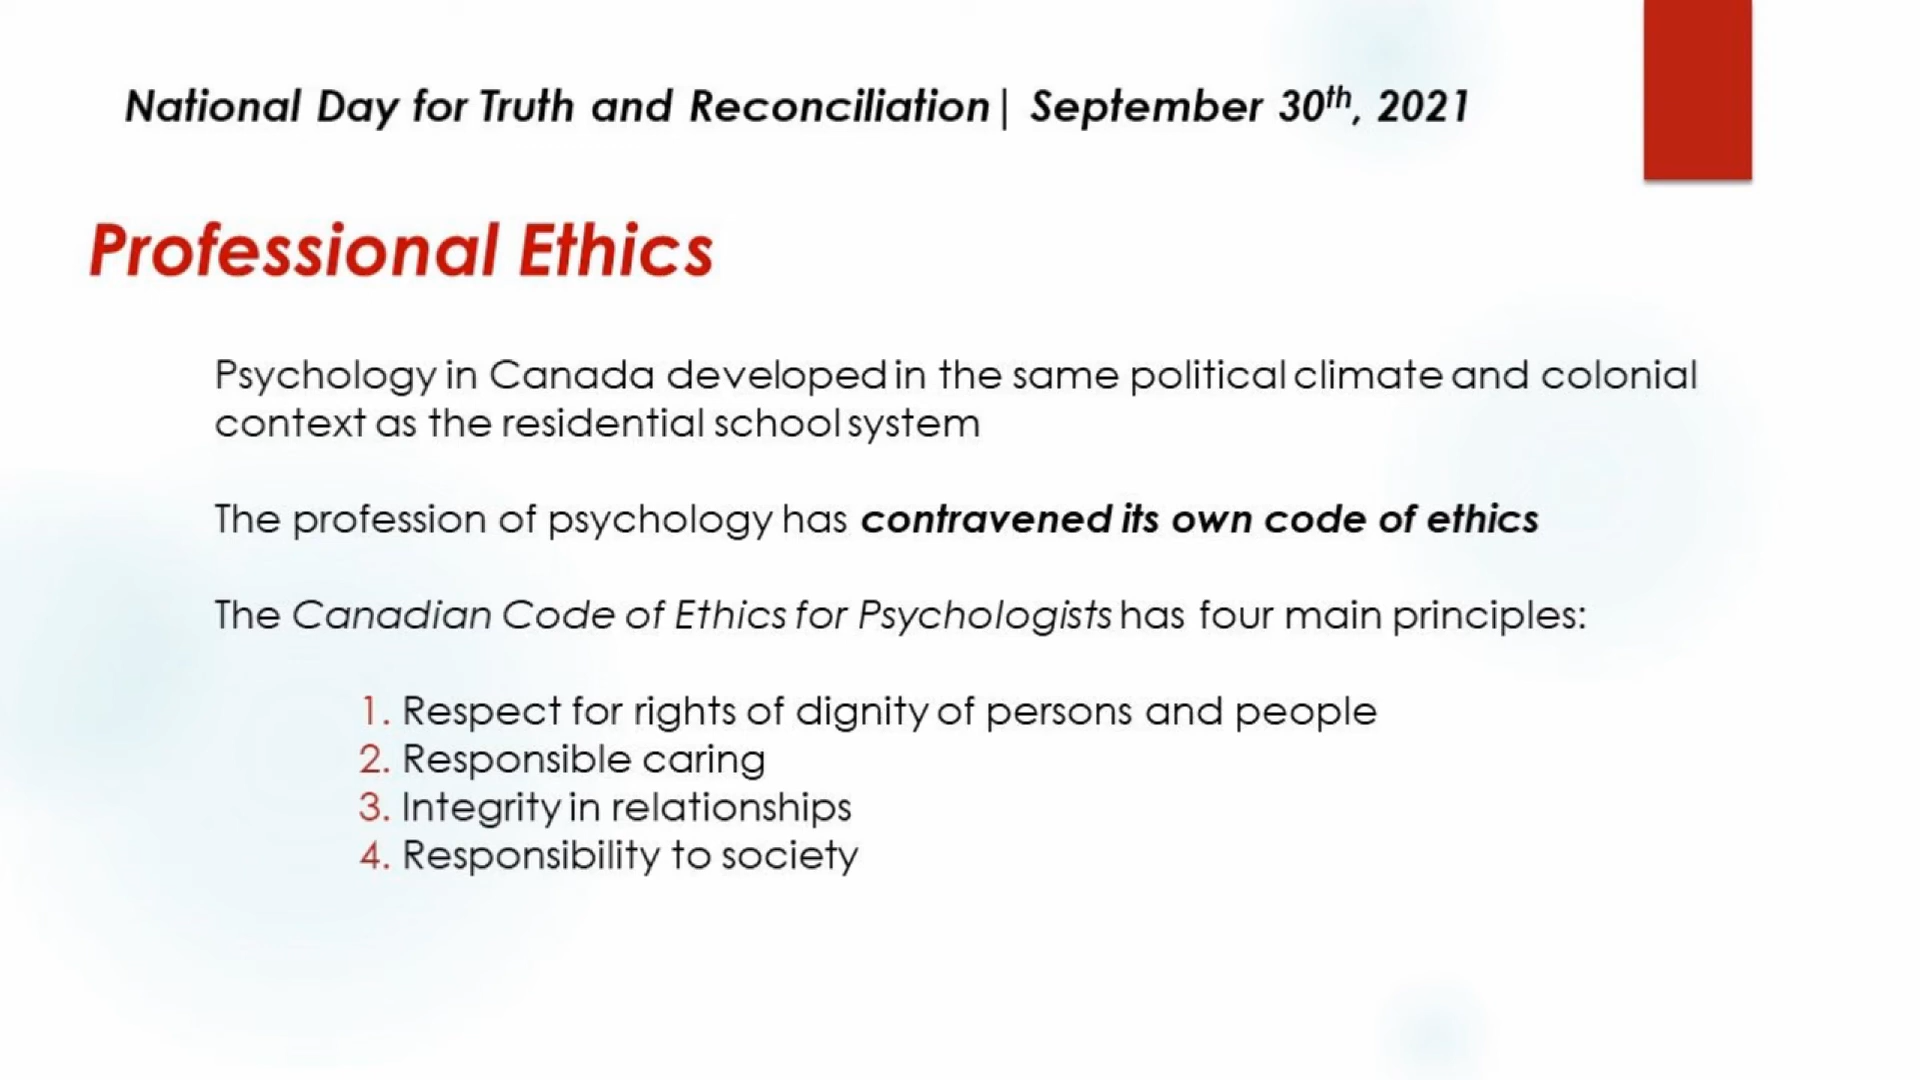 National Day for Truth and Reconciliation| September 30th, 2021
Professional Ethics
Psychology in Canada developed in the same political climate and colonial
context as the residential school system
The profession of psychology has contravened its own code of ethics
The Canadian Code of Ethics for Psychologists has four main principles:
1. Respect for rights of dignity of persons and people
2. Responsible caring
3. Integrity in relationships
4. Responsibility to society